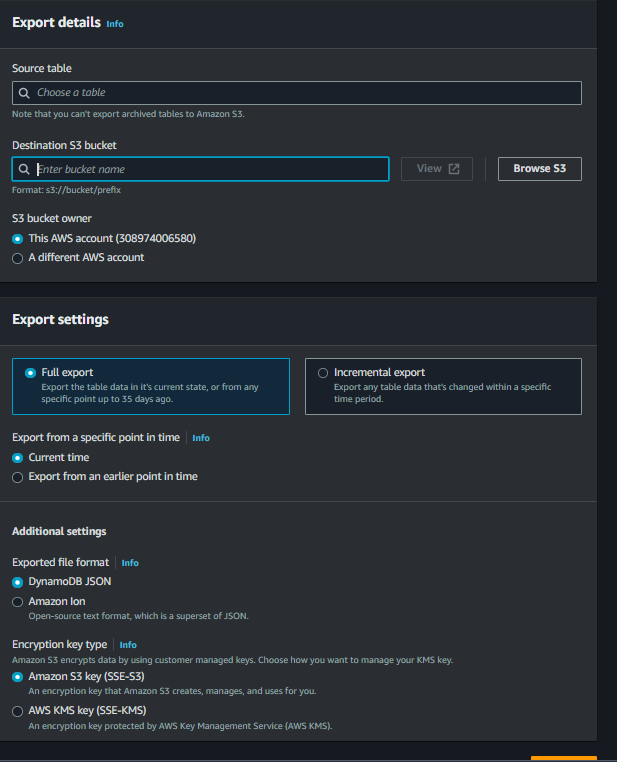 Export details Info
Source table
Choose a table
Note that you can't export archived tables to Amazon S3.
Destination S3 bucket
Enter bucket name
View
Browse S3
Format: s3://bucket/prefix
S3 bucket owner
This AWS account (308974006580)
A different AWS account
Export settings
Full export
Export the table data in it's current state, or from any
specific point up to 35 days ago.
Incremental export
Export any table data that's changed within a specific
time period.
Export from a specific point in time Info
Current time
Export from an earlier point in time
Additional settings
Exported file format Info
DynamoDB JSON
Amazon Ion
Open-source text format, which is a superset of JSON.
Encryption key type Info
Amazon S3 encrypts data by using customer managed keys. Choose how you want to manage your KMS key.
Amazon S3 key (SSE-S3)
An encryption key that Amazon S3 creates, manages, and uses for you.
AWS KMS key (SSE-KMS)
An encryption key protected by AWS Key Management Service (AWS KMS).